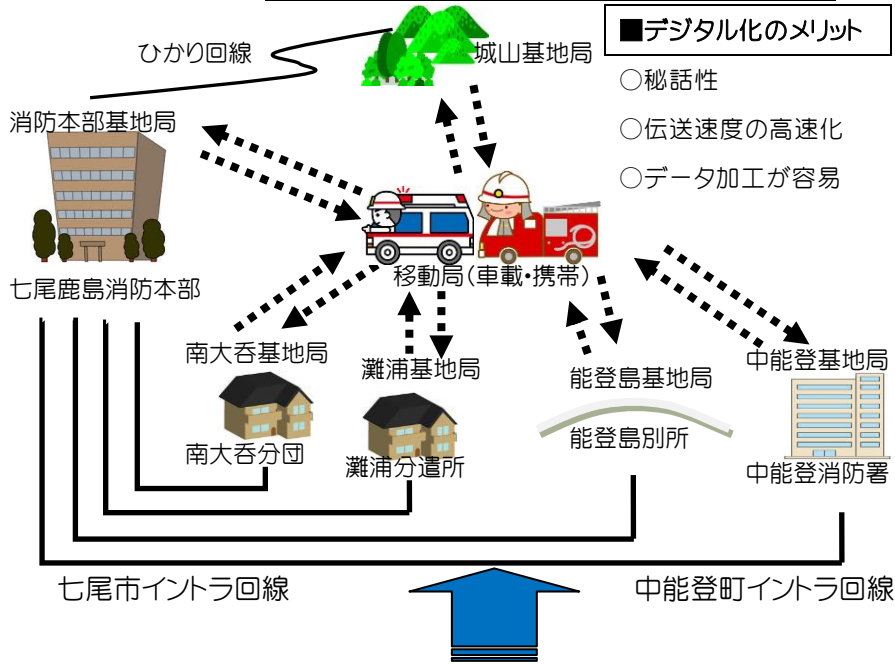 ■デジタル化のメリット
ひかり回線
城山基地局
○秘話性
消防本部基地局
○伝送速度の高速化
○データ加工が容易
移動局(車載・携帯)
七尾鹿島消防本部
南大呑基地局
灘浦基地局
能登島基地局
中能登基地局
南大呑分団
灘浦分遣所
能登島別所
中能登消防署
七尾市イントラ回線
中能登町イントラ回線